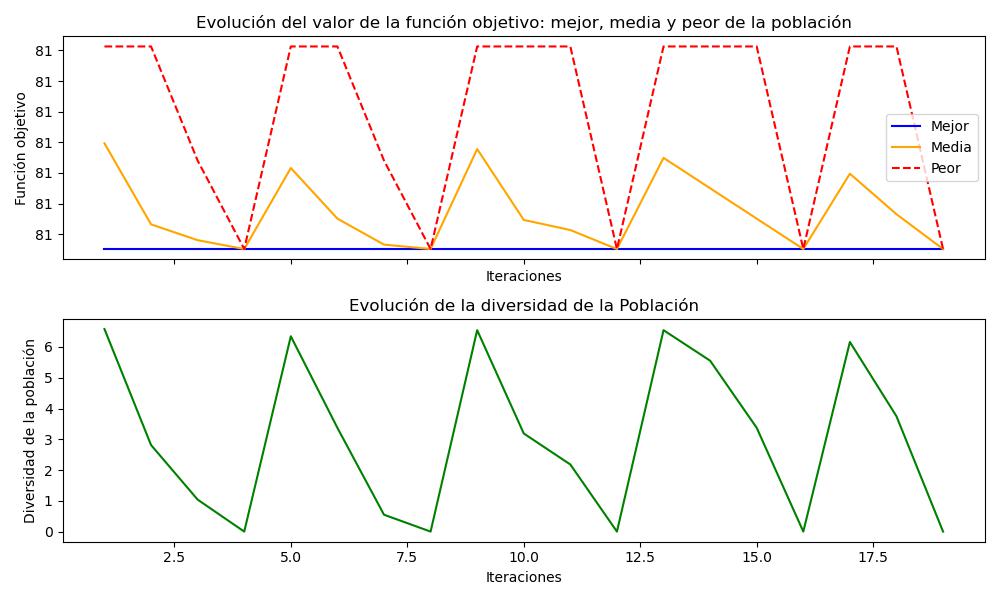 Evolución del valor de la función objetivo: mejor, media y peor de la población
Función objetivo
81
81
81
81
81
81
81
Mejor
Media
Peor
Iteraciones
Evolución de la diversidad de la Población
Diversidad de la población
6
5
4
3
2
1
0
2.5 5.0 7.5 10.0 12.5 15.0 17.5
Iteraciones